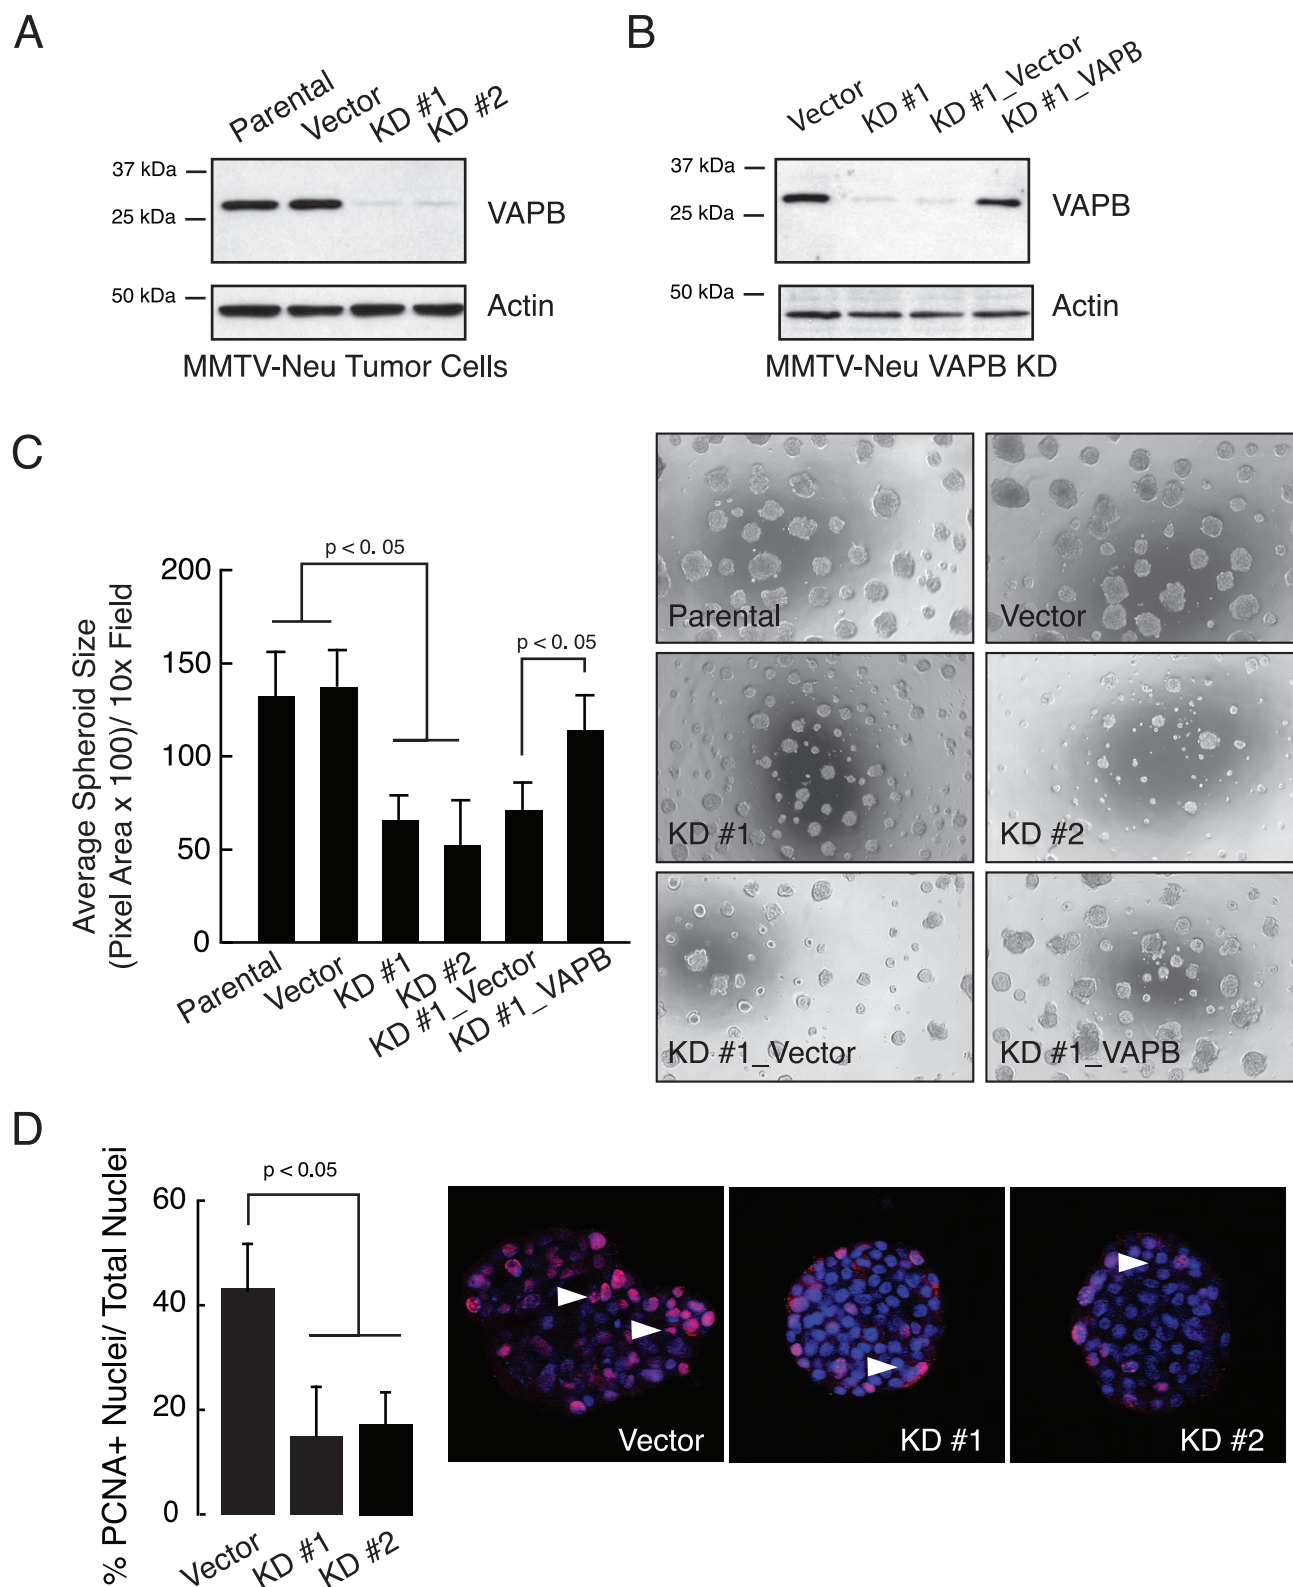 A
Parental
Vector
KD #1
KD #2
37 kDa
25 kDa
VAPB
50 kDa
Actin
MMTV-Neu Tumor Cells
B
Vector
KD #1
KD #1_Vector
KD #1_VAPB
37 kDa
25 kDa
VAPB
50 kDa
Actin
MMTV-Neu VAPB KD
C
Average Spheroid Size
(Pixel Area x 100)/ 10x Field
200
150
100
50
0
p < 0. 05
p < 0. 05
Parental
Vector
KD #1
KD #2
KD #1_Vector
KD #1_VAPB
Parental
Vector
KD #1
KD #2
KD #1_Vector
KD #1_VAPB
D
% PCNA+ Nuclei/ Total Nuclei
60
40
20
0
p < 0.05
Vector
KD #1
KD #2
Vector
KD #1
KD #2